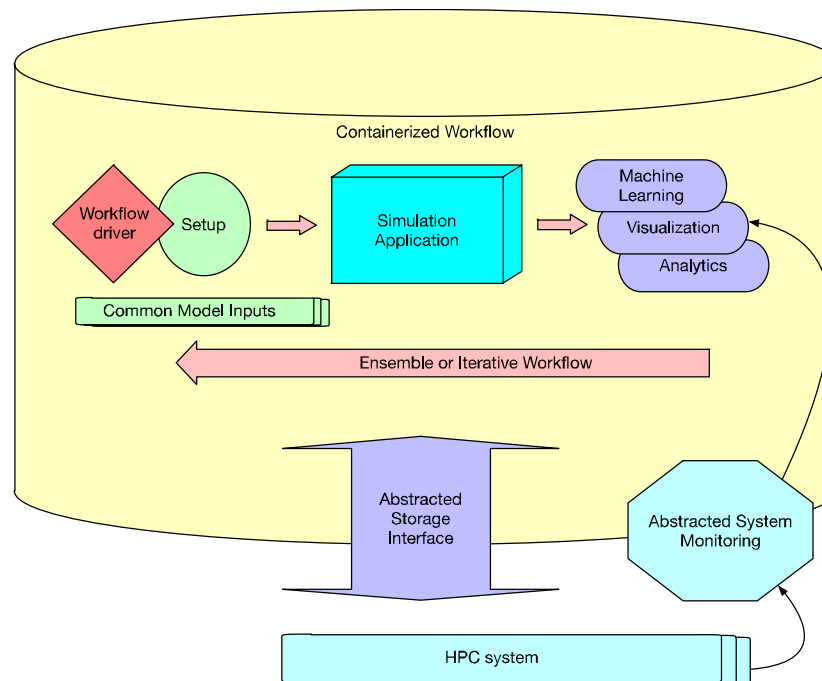 Containerized Workflow
Workflow
driver
Setup
Simulation
Application
Machine
Learning
Visualization
Analytics
Common Model Inputs
Ensemble or Iterative Workflow
Abstracted
Storage
Interface
Abstracted System
Monitoring
HPC system